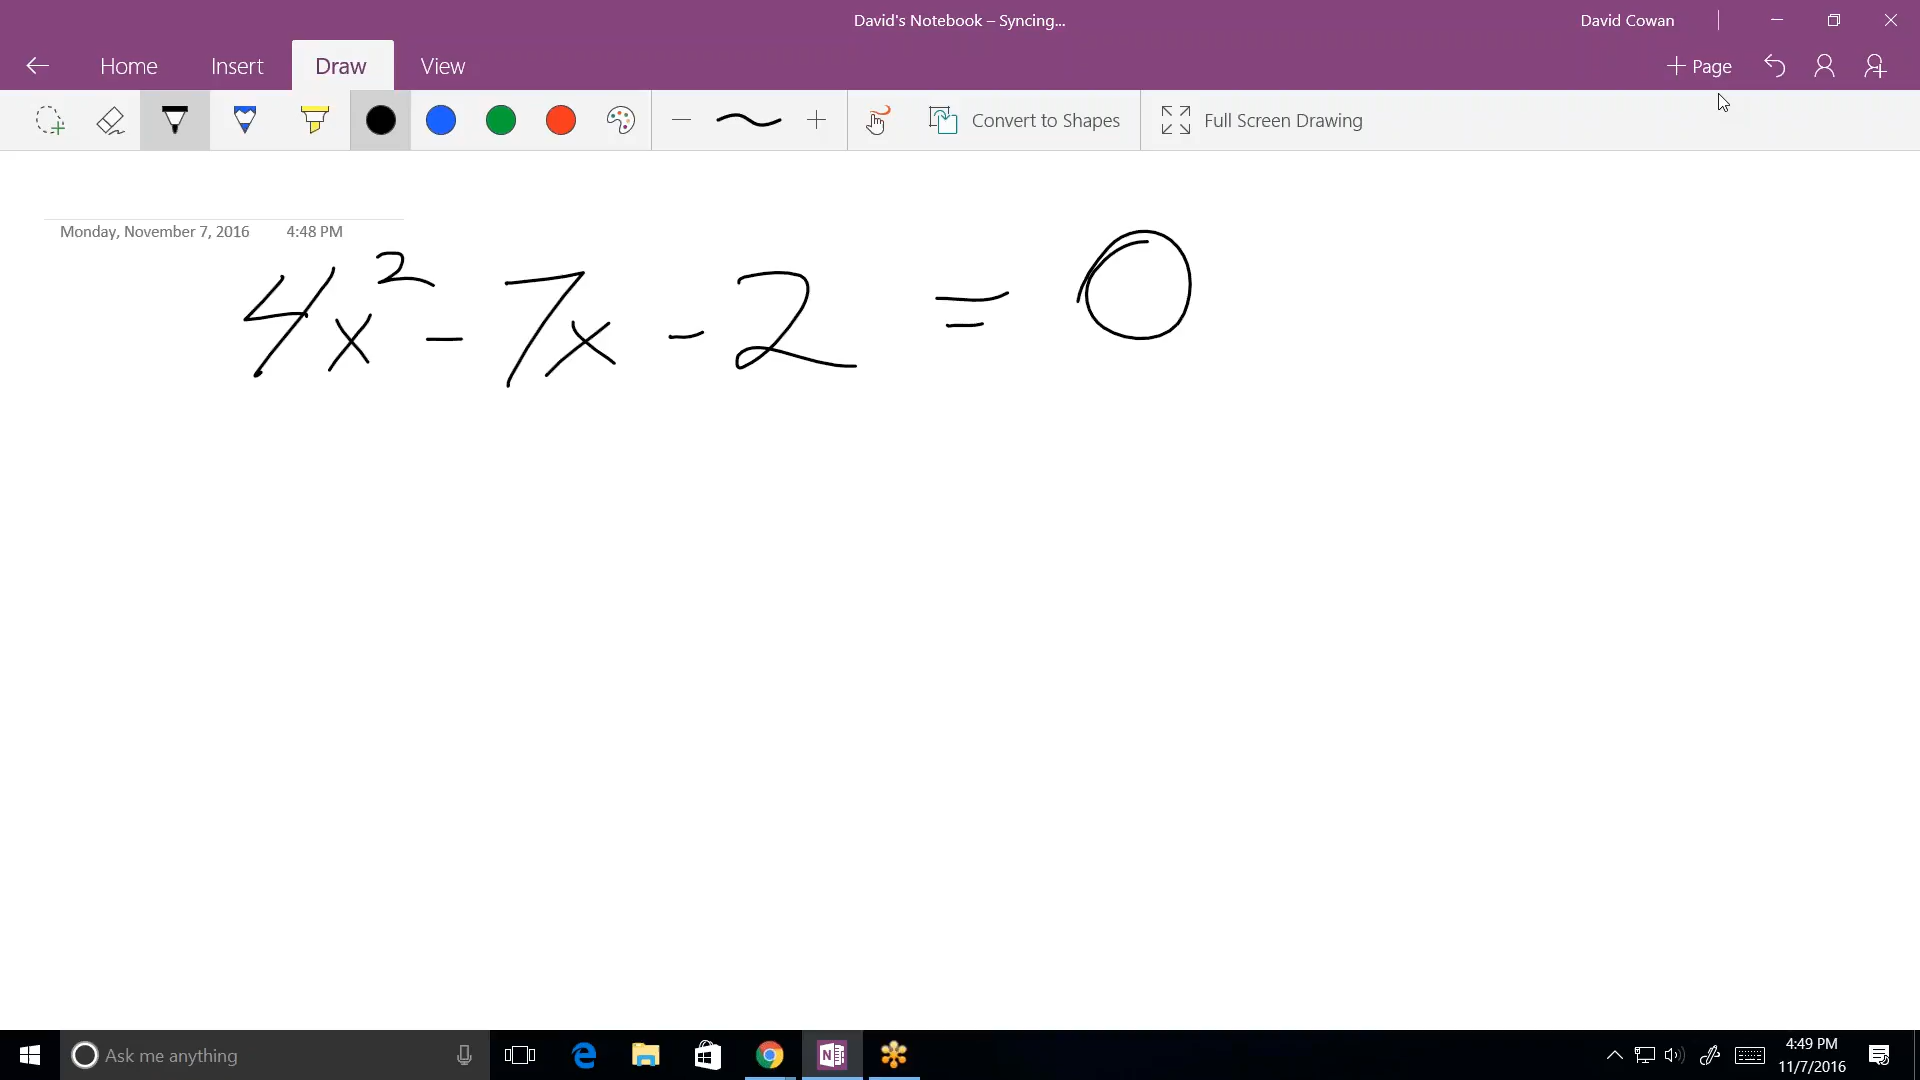 David's Notebook – Syncing...
David Cowan
Home Insert Draw View
Page
Convert to Shapes
Full Screen Drawing
Monday, November 7, 2016 4:48 PM
4x² - 7x - 2 = 0
Ask me anything
4:49 PM
11/7/2016